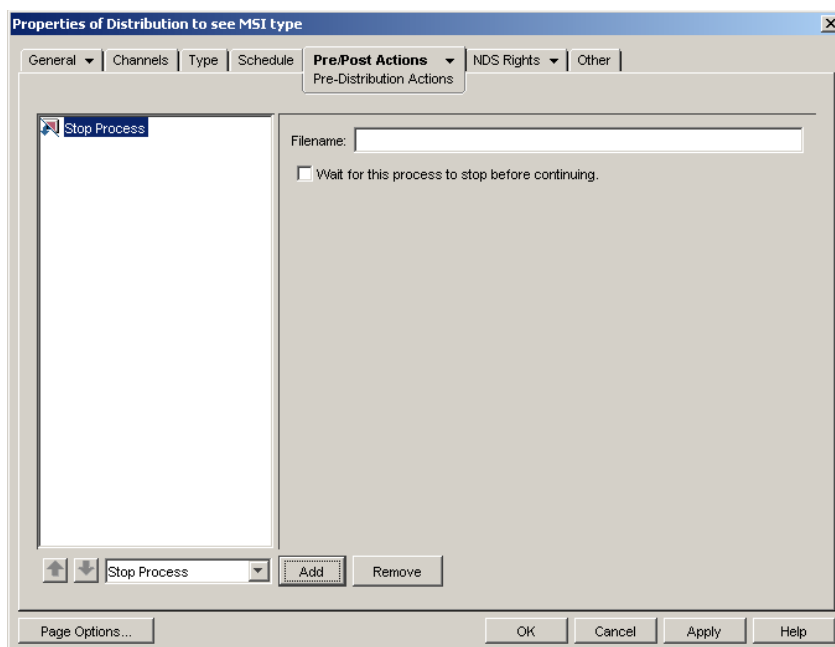 Properties of Distribution to see MSI type
General Channels Type Schedule Pre/Post Actions NDS Rights Other
Pre-Distribution Actions
Stop Process
Filename:
Wait for this process to stop before continuing.
Stop Process Add Remove
Page Options... OK Cancel Apply Help